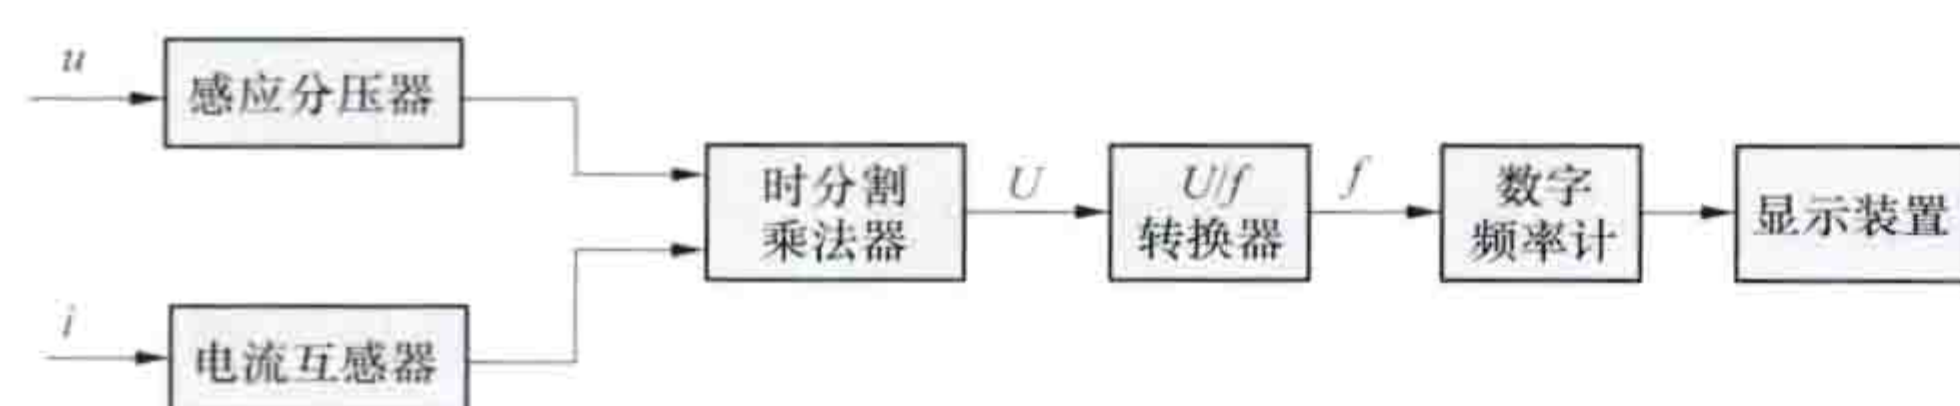 u
感应分压器
时分割
乘法器
U
U/f
转换器
f
数字
频率计
显示装置
i
电流互感器